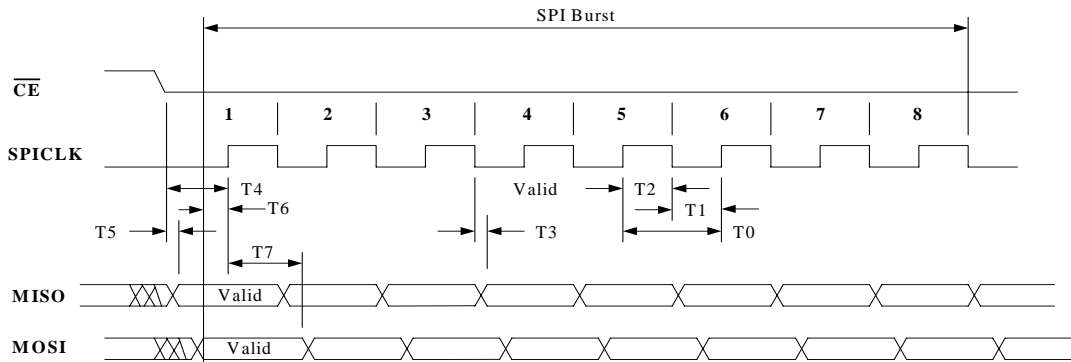 SPI Burst
CE
1 2 3 4 5 6 7 8
SPICLK
T4 Valid T2
T6 T1
T5 T3 T0
T7
MISO Valid
MOSI Valid